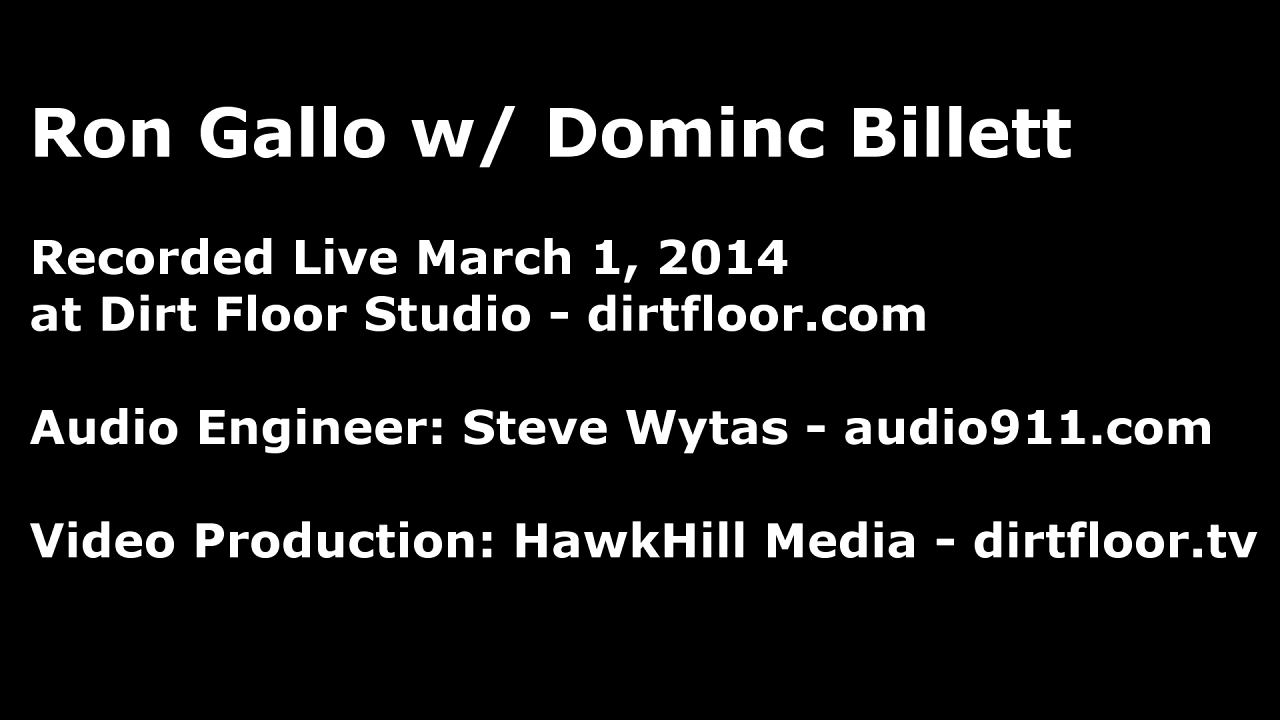 Ron Gallo w/ Dominc Billett
Recorded Live March 1, 2014
at Dirt Floor Studio - dirtfloor.com
Audio Engineer: Steve Wytas - audio911.com
Video Production: HawkHill Media - dirtfloor.tv